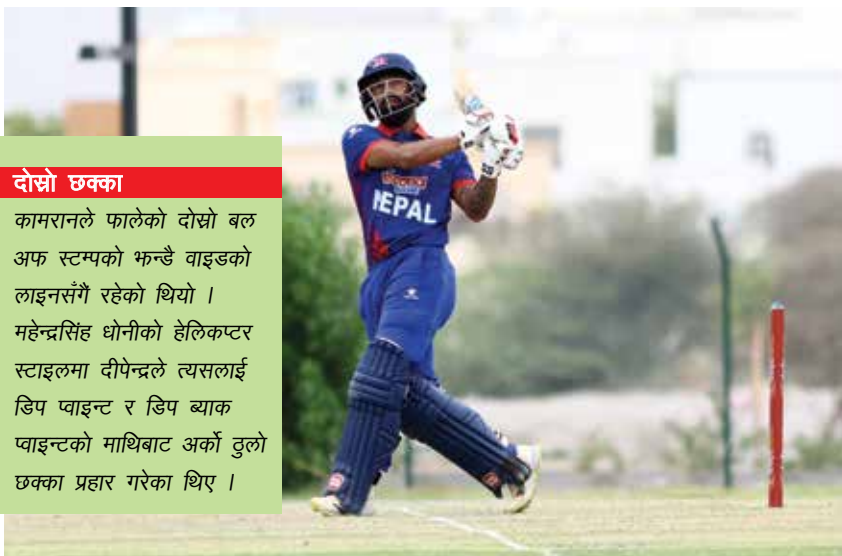 दोस्रो छक्का
कामरानले फालेको दोस्रो बल
अफ स्टम्पको झन्डै वाइडको
लाइनसँगै रहेको थियो ।
महेन्द्रसिंह धोनीको हेलिकप्टर
स्टाइलमा दीपेन्द्रले त्यसलाई
डिप प्वाइन्ट र डिप ब्याक
प्वाइन्टको माथिबाट अर्को ठुलो
छक्का प्रहार गरेका थिए ।
NEPAL